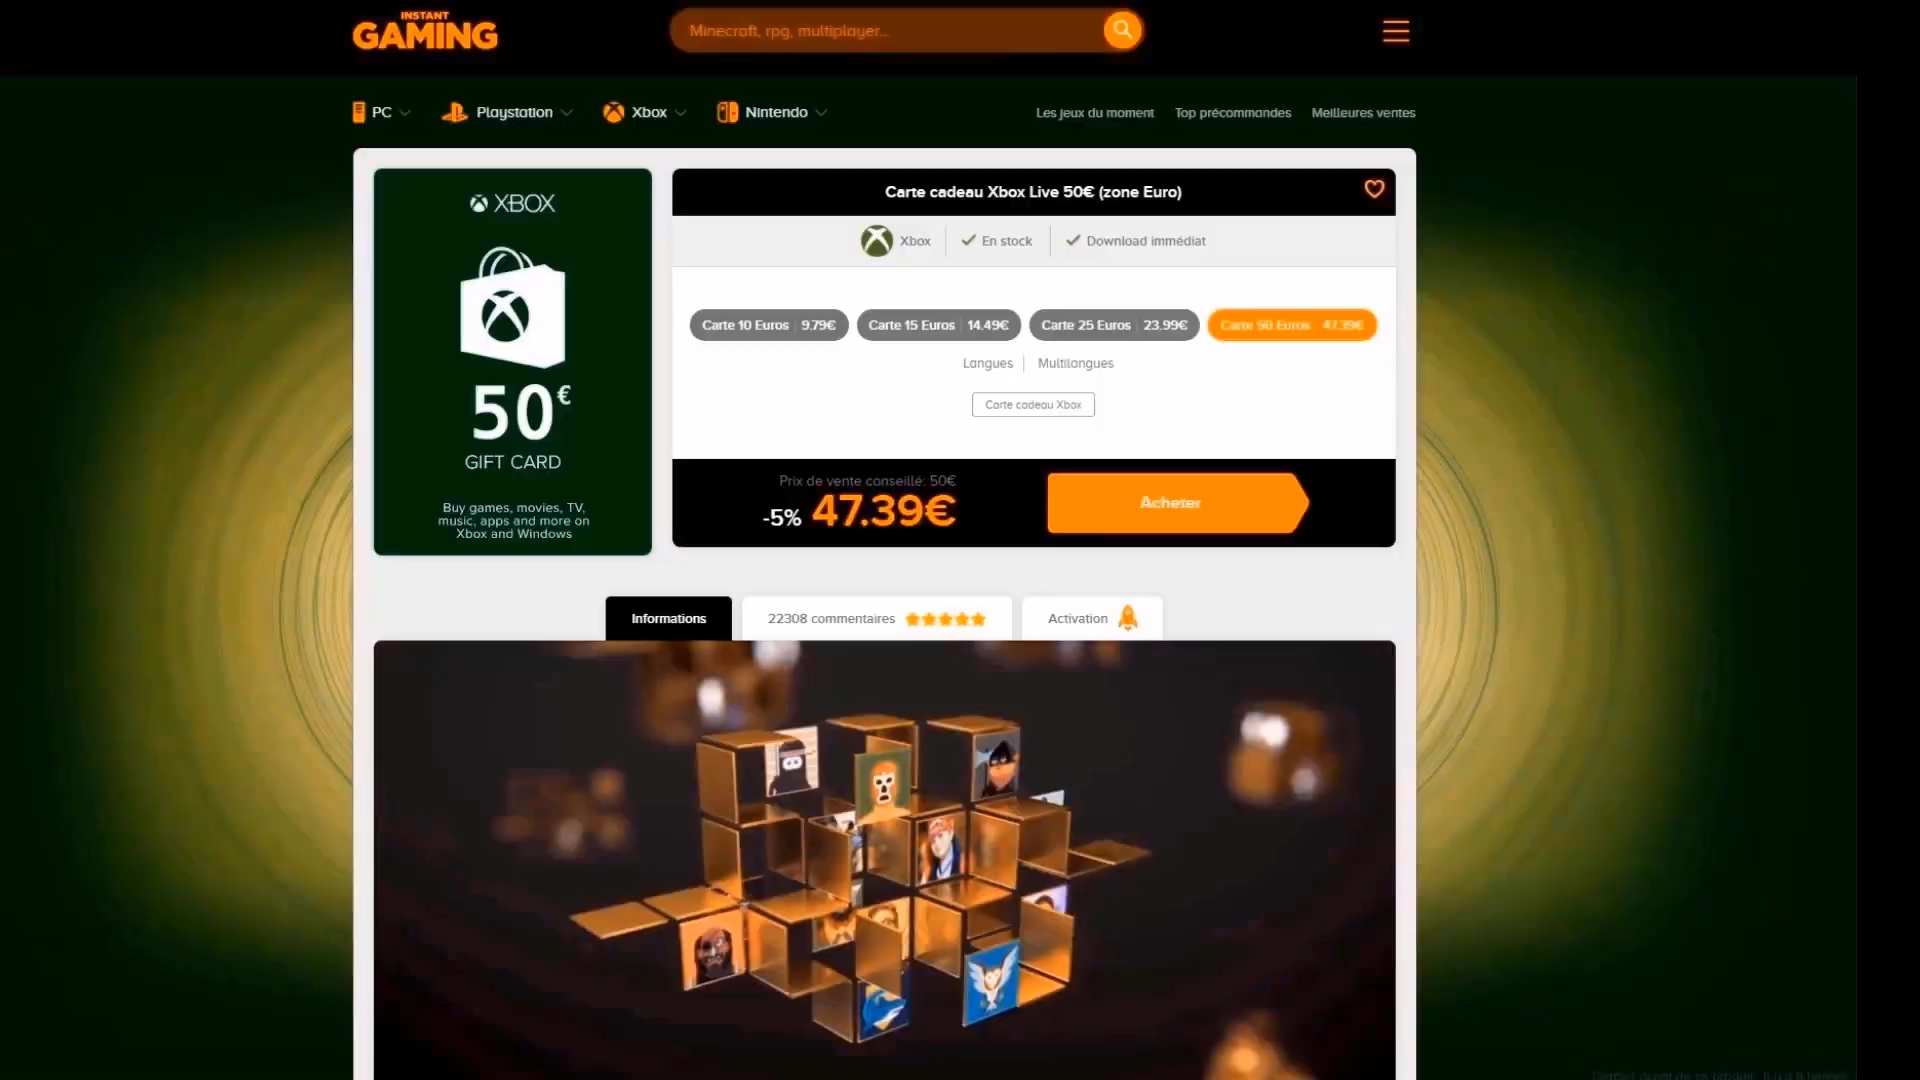 INSTANT
GAMING
Minecraft, rpg, multiplayer...
PC
Playstation
Xbox
Nintendo
Les jeux du moment
Top précommandes
Meilleures ventes
XBOX
50€
GIFT CARD
Buy games, movies, TV,
music, apps and more on
Xbox and Windows
Carte cadeau Xbox Live 50€ (zone Euro)
Xbox
En stock
Download immédiat
Carte 10 Euros 9.79€
Carte 15 Euros 14.49€
Carte 25 Euros 23.99€
Carte 50 Euros 47.39€
Langues
Multilangues
Carte cadeau Xbox
Prix de vente conseillé: 50€
-5% 47.39€
Acheter
Informations
22308 commentaires
Activation